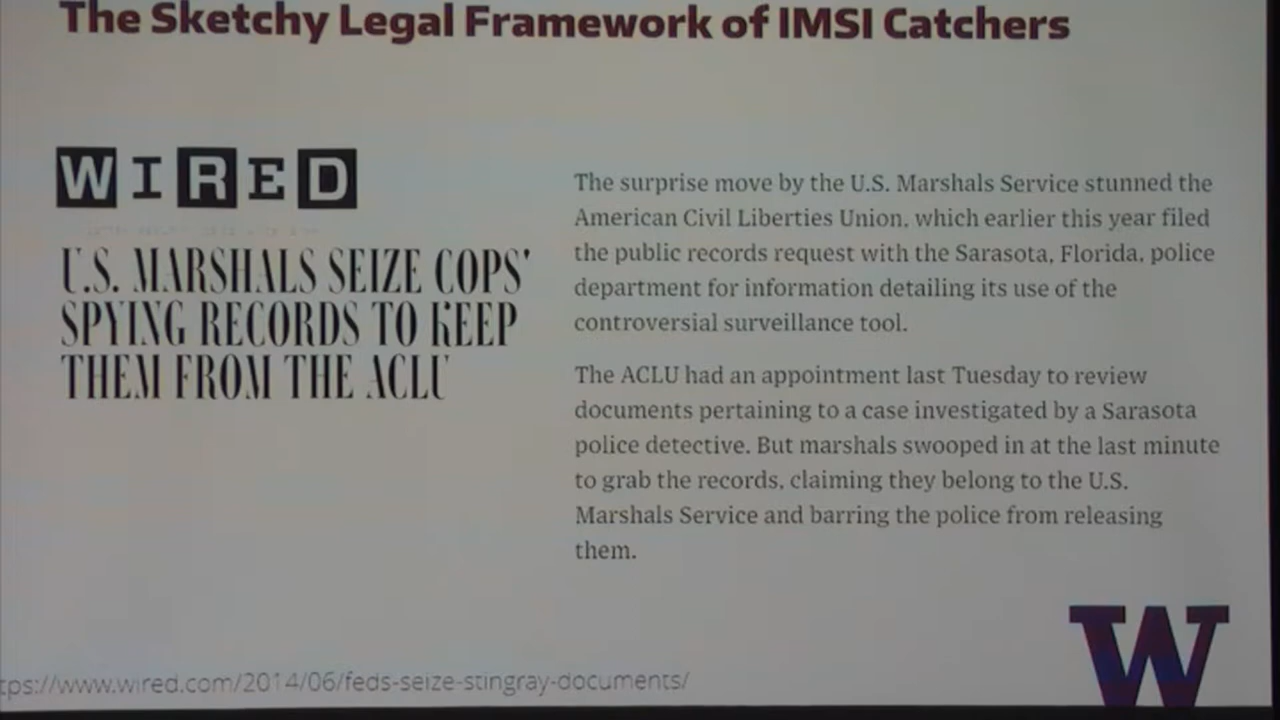 The Sketchy Legal Framework of IMSI Catchers
WIRED
U.S. MARSHALS SEIZE COPS'
SPYING RECORDS TO KEEP
THEM FROM THE ACLU
The surprise move by the U.S. Marshals Service stunned the
American Civil Liberties Union, which earlier this year filed
the public records request with the Sarasota, Florida, police
department for information detailing its use of the
controversial surveillance tool.
The ACLU had an appointment last Tuesday to review
documents pertaining to a case investigated by a Sarasota
police detective. But marshals swooped in at the last minute
to grab the records, claiming they belong to the U.S.
Marshals Service and barring the police from releasing
them.
tps://www.wired.com/2014/06/feds-seize-stingray-documents/
W